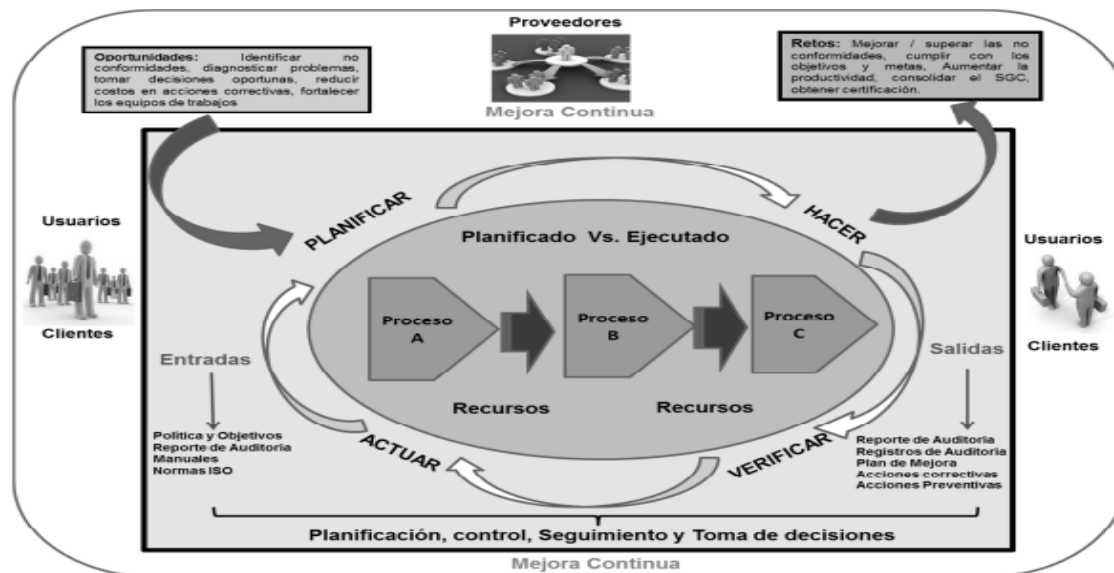 Proveedores
Oportunidades: Identificar no
conformidades, diagnosticar problemas,
tomar decisiones oportunas, reducir
costos en acciones correctivas, fortalecer
los equipos de trabajos
Retos: Mejorar / superar las no
conformidades, cumplir con los
objetivos y metas, Aumentar la
productividad, consolidar el SGC,
obtener certificación.
Mejora Continua
Usuarios
Clientes
PLANIFICAR
HACER
Planificado Vs. Ejecutado
Proceso
A
Proceso
B
Proceso
C
Recursos
Recursos
ACTUAR
VERIFICAR
Entradas
Política y Objetivos
Reporte de Auditoria
Manuales
Normas ISO
Salidas
Reporte de Auditoria
Registros de Auditoria
Plan de Mejora
Acciones correctivas
Acciones Preventivas
Usuarios
Clientes
Planificación, control, Seguimiento y Toma de decisiones
Mejora Continua